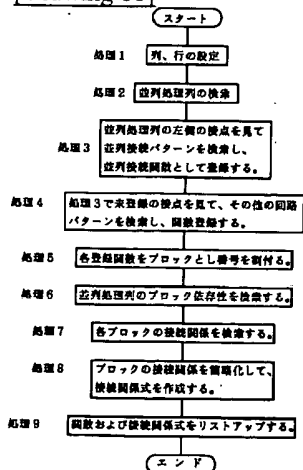 スタート
処理1
列、行の設定
処理2
並列処理列の検索
処理3
並列処理列の左側の接点を見て
並列接続パターンを検索し、
並列接続関数として登録する。
処理4
処理3で未登録の接点を見て、その他の回路
パターンを検索し、関数登録する。
処理5
各登録関数をブロックとし番号を割付る。
処理6
並列処理列のブロック依存性を検索する。
処理7
各ブロックの接続関係を検索する。
処理8
ブロックの接続関係を簡略化して、
接続関係式を作成する。
処理9
関数および接続関係式をリストアップする。
エンド